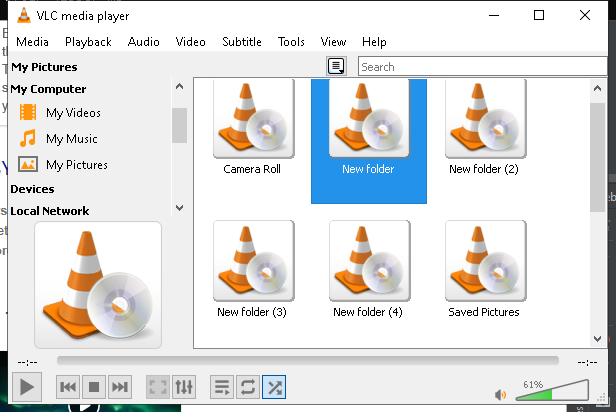 VLC media player
Media Playback Audio Video Subtitle Tools View Help
My Pictures
Search
My Computer
My Videos
My Music
My Pictures
Devices
Local Network
Camera Roll
New folder
New folder (2)
New folder (3)
New folder (4)
Saved Pictures
--:--
--:--
61%